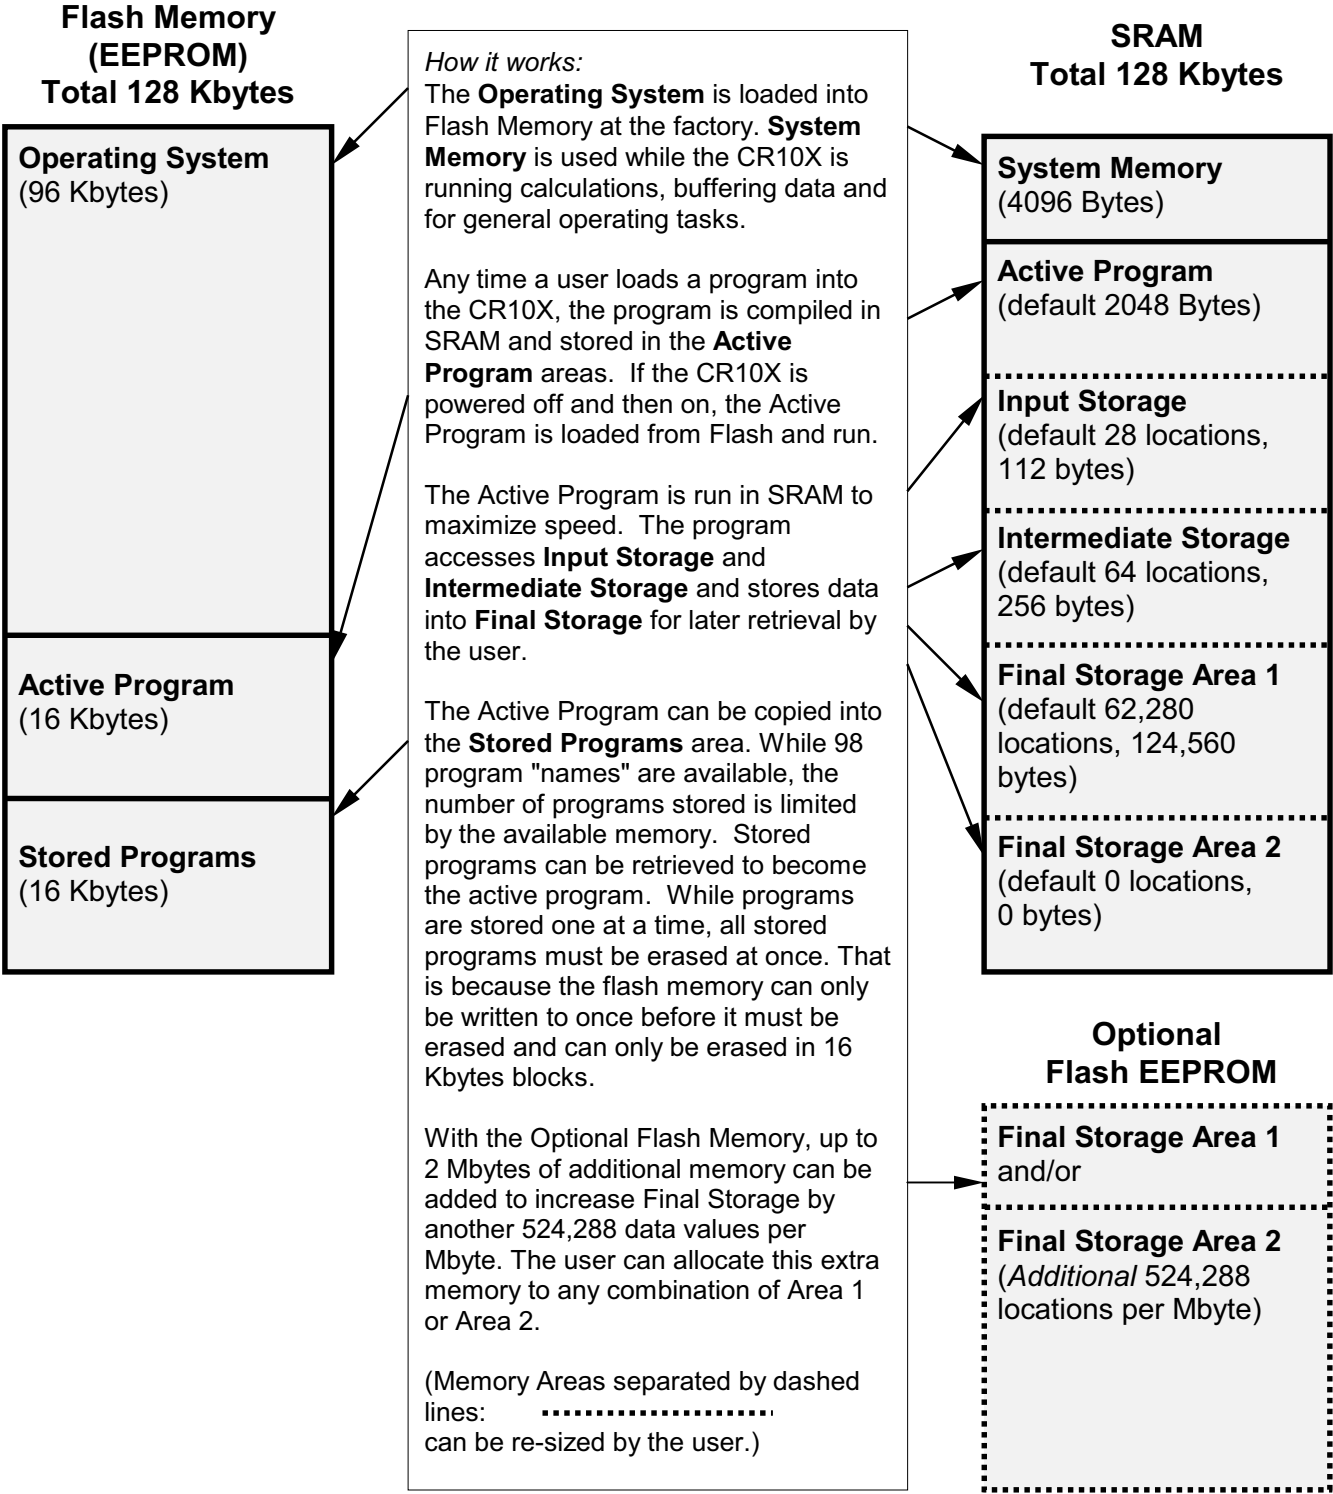 Flash Memory
(EEPROM)
Total 128 Kbytes
Operating System
(96 Kbytes)
Active Program
(16 Kbytes)
Stored Programs
(16 Kbytes)
How it works:
The Operating System is loaded into
Flash Memory at the factory. System
Memory is used while the CR10X is
running calculations, buffering data and
for general operating tasks.
Any time a user loads a program into
the CR10X, the program is compiled in
SRAM and stored in the Active
Program areas.  If the CR10X is
powered off and then on, the Active
Program is loaded from Flash and run.
The Active Program is run in SRAM to
maximize speed.  The program
accesses Input Storage and
Intermediate Storage and stores data
into Final Storage for later retrieval by
the user.
The Active Program can be copied into
the Stored Programs area. While 98
program "names" are available, the
number of programs stored is limited
by the available memory.  Stored
programs can be retrieved to become
the active program.  While programs
are stored one at a time, all stored
programs must be erased at once. That
is because the flash memory can only
be written to once before it must be
erased and can only be erased in 16
Kbytes blocks.
With the Optional Flash Memory, up to
2 Mbytes of additional memory can be
added to increase Final Storage by
another 524,288 data values per
Mbyte. The user can allocate this extra
memory to any combination of Area 1
or Area 2.
(Memory Areas separated by dashed
lines:
can be re-sized by the user.)
SRAM
Total 128 Kbytes
System Memory
(4096 Bytes)
Active Program
(default 2048 Bytes)
Input Storage
(default 28 locations,
112 bytes)
Intermediate Storage
(default 64 locations,
256 bytes)
Final Storage Area 1
(default 62,280
locations, 124,560
bytes)
Final Storage Area 2
(default 0 locations,
0 bytes)
Optional
Flash EEPROM
Final Storage Area 1
and/or
Final Storage Area 2
(Additional 524,288
locations per Mbyte)